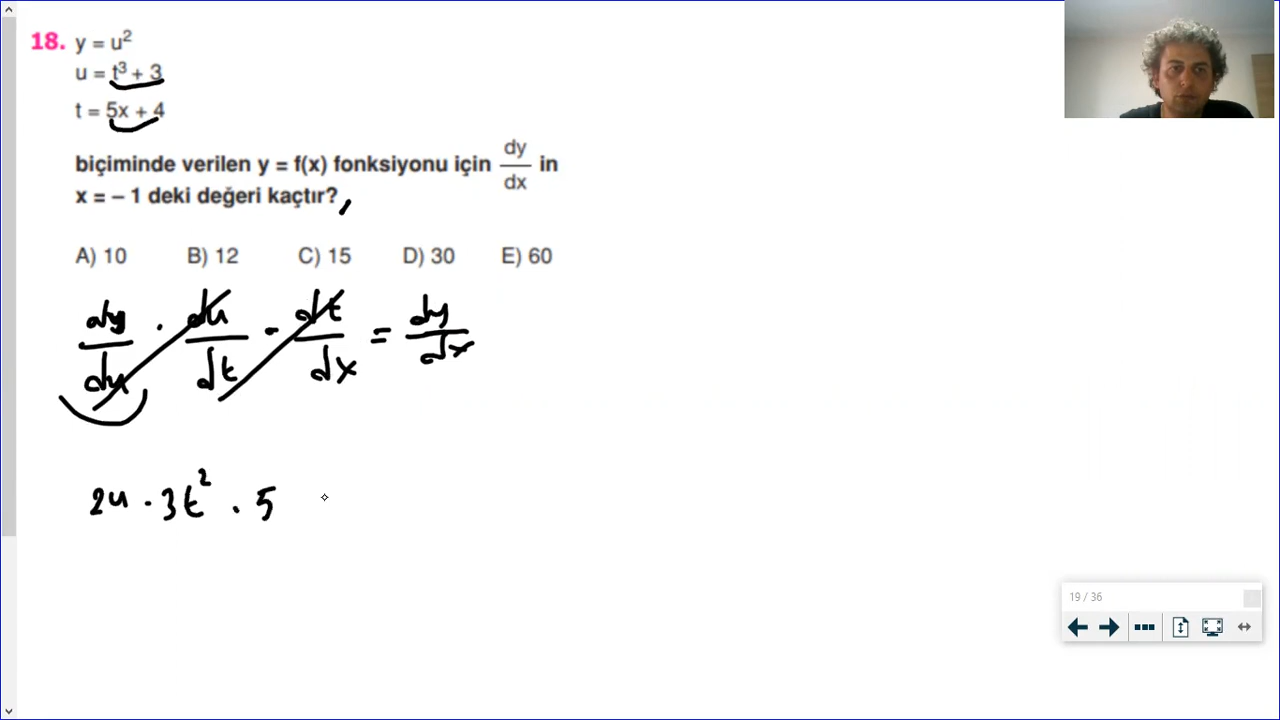 18. y = u²
u = t³ + 3
t = 5x + 4
biçiminde verilen y = f(x) fonksiyonu için dy/dx in
x = – 1 deki değeri kaçtır?
A) 10 B) 12 C) 15 D) 30 E) 60
dy/du · du/dt · dt/dx = dy/dx
2u · 3t² · 5
19 / 36